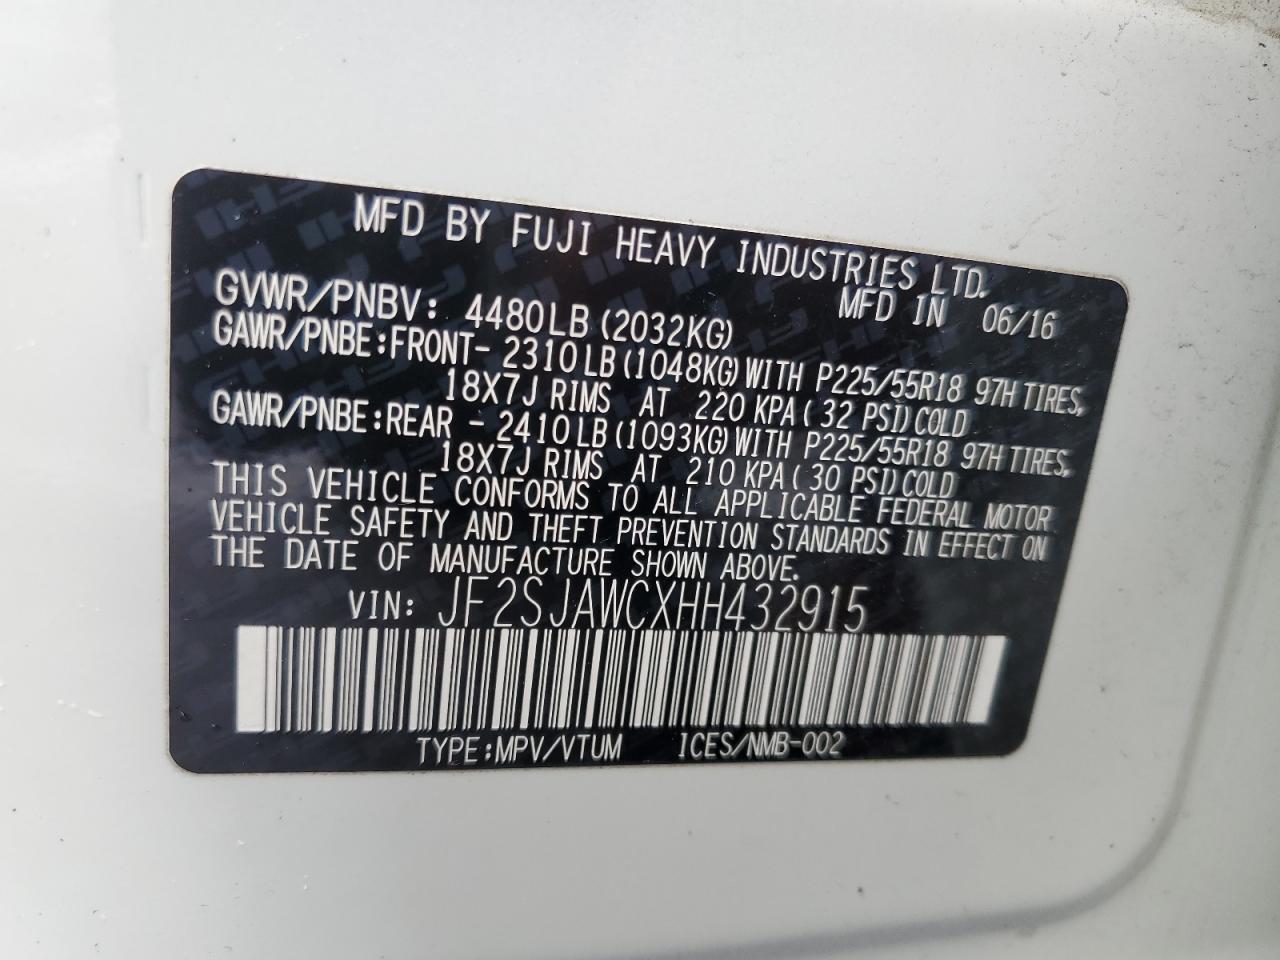 MFD BY FUJI HEAVY INDUSTRIES LTD.
MFD IN 06/16
GVWR/PNBV: 4480LB (2032KG)
GAWR/PNBE:FRONT- 2310LB(1048KG)WITH P225/55R18 97H TIRES,
18X7J RIMS AT 220 KPA( 32 PSI)COLD
GAWR/PNBE:REAR - 2410LB(1093KG)WITH P225/55R18 97H TIRES,
18X7J RIMS AT 210 KPA( 30 PSI)COLD
THIS VEHICLE CONFORMS TO ALL APPLICABLE FEDERAL MOTOR
VEHICLE SAFETY AND THEFT PREVENTION STANDARDS IN EFFECT ON
THE DATE OF MANUFACTURE SHOWN ABOVE.
VIN: JF2SJAWCXHH432915
TYPE:MPV/VTUM ICES/NMB-002